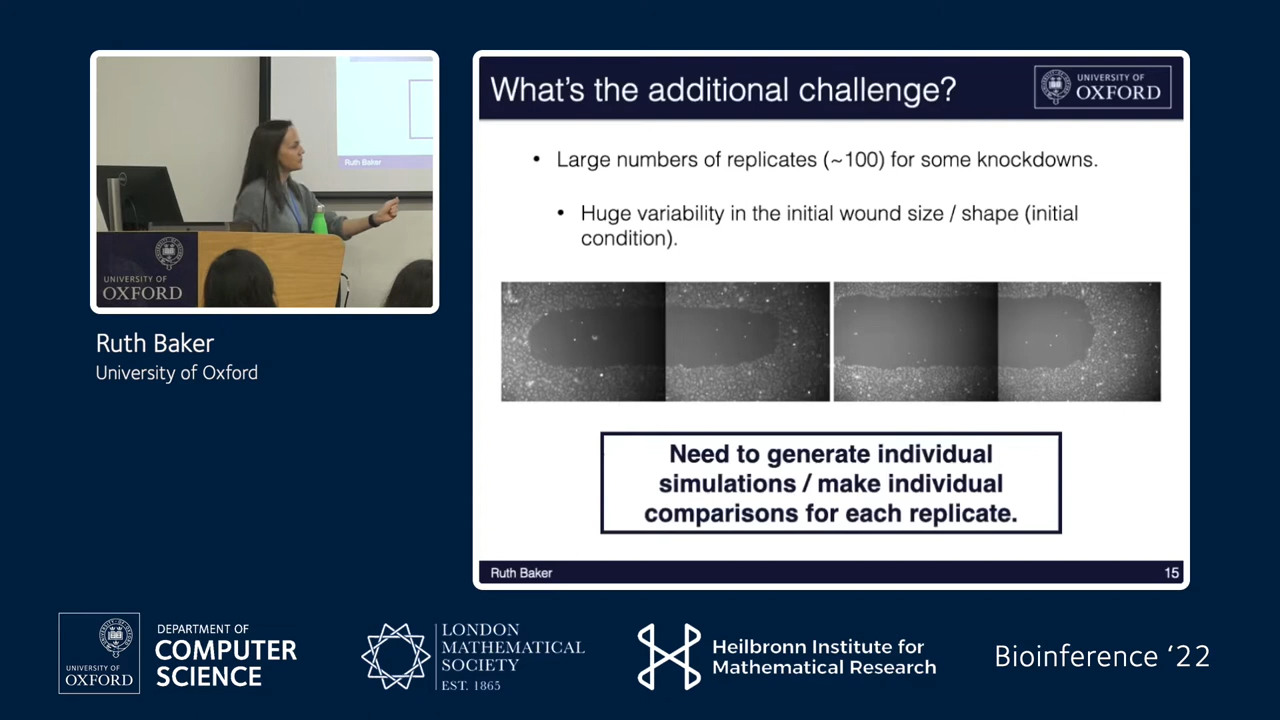 What's the additional challenge?
UNIVERSITY OF
OXFORD
• Large numbers of replicates (~100) for some knockdowns.
• Huge variability in the initial wound size / shape (initial
condition).
Need to generate individual
simulations / make individual
comparisons for each replicate.
Ruth Baker
15
Ruth Baker
UNIVERSITY OF
OXFORD
Ruth Baker
University of Oxford
UNIVERSITY OF
OXFORD
DEPARTMENT OF
COMPUTER
SCIENCE
LONDON
MATHEMATICAL
SOCIETY
EST. 1865
Heilbronn Institute for
Mathematical Research
Bioinference ‘22